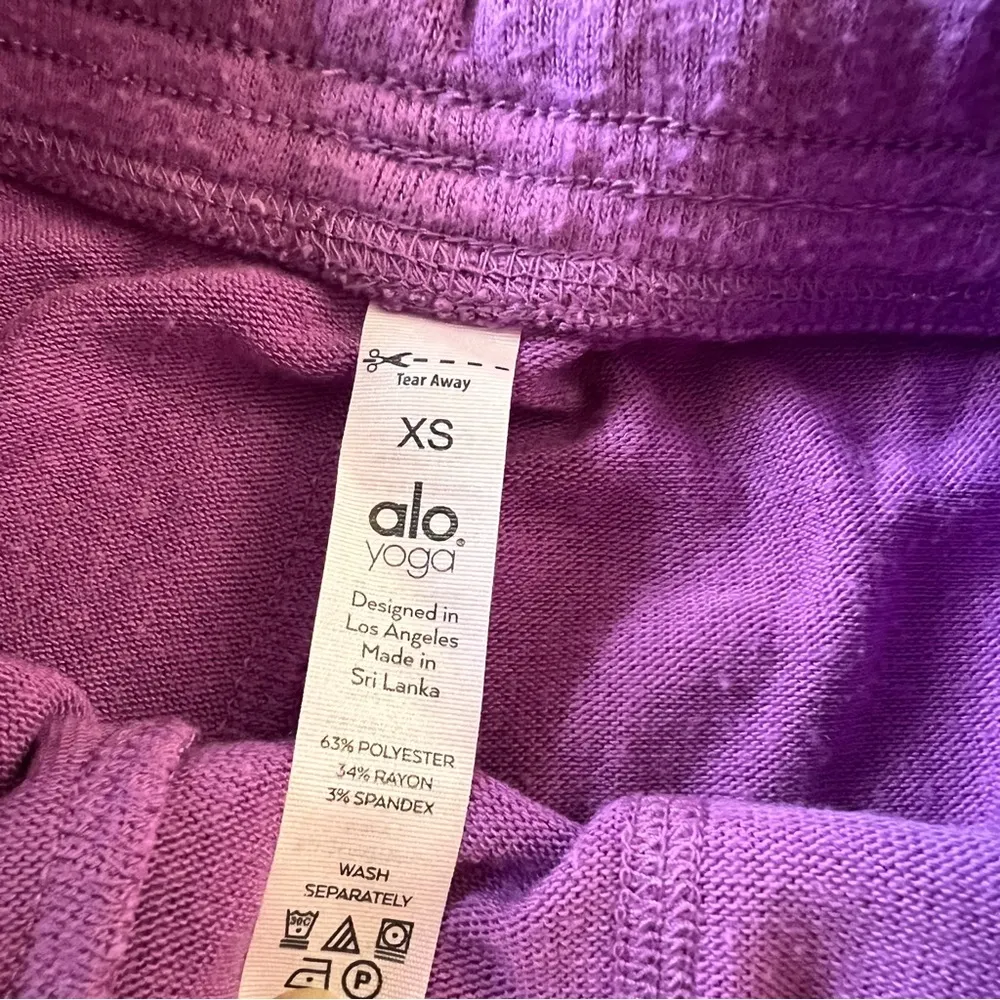 Tear Away
XS
alo®
yoga
Designed in
Los Angeles
Made in
Sri Lanka
63% POLYESTER
34% RAYON
3% SPANDEX
WASH
SEPARATELY
30C
P